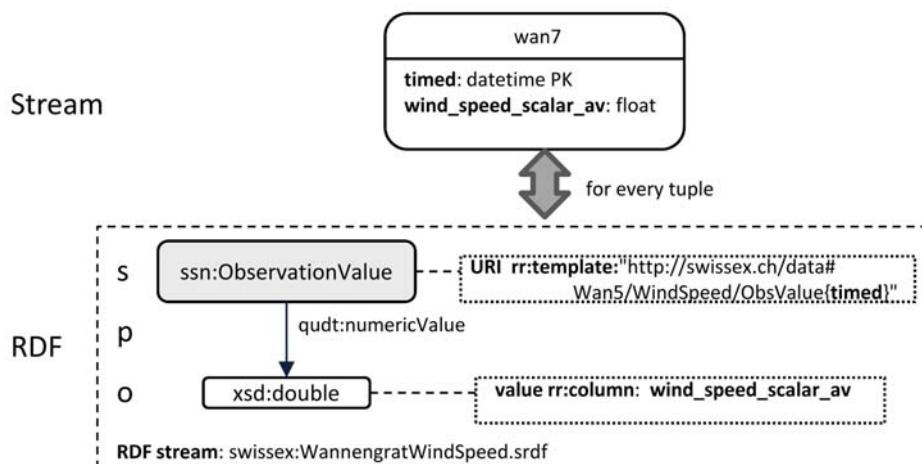 wan7
timed: datetime PK
wind_speed_scalar_av: float
Stream
for every tuple
s
ssn:ObservationValue
URI rr:template:"http://swissex.ch/data#
Wan5/WindSpeed/ObsValue{timed}"
qudt:numericValue
p
RDF
o
xsd:double
value rr:column: wind_speed_scalar_av
RDF stream: swissex:WannengratWindSpeed.srdf